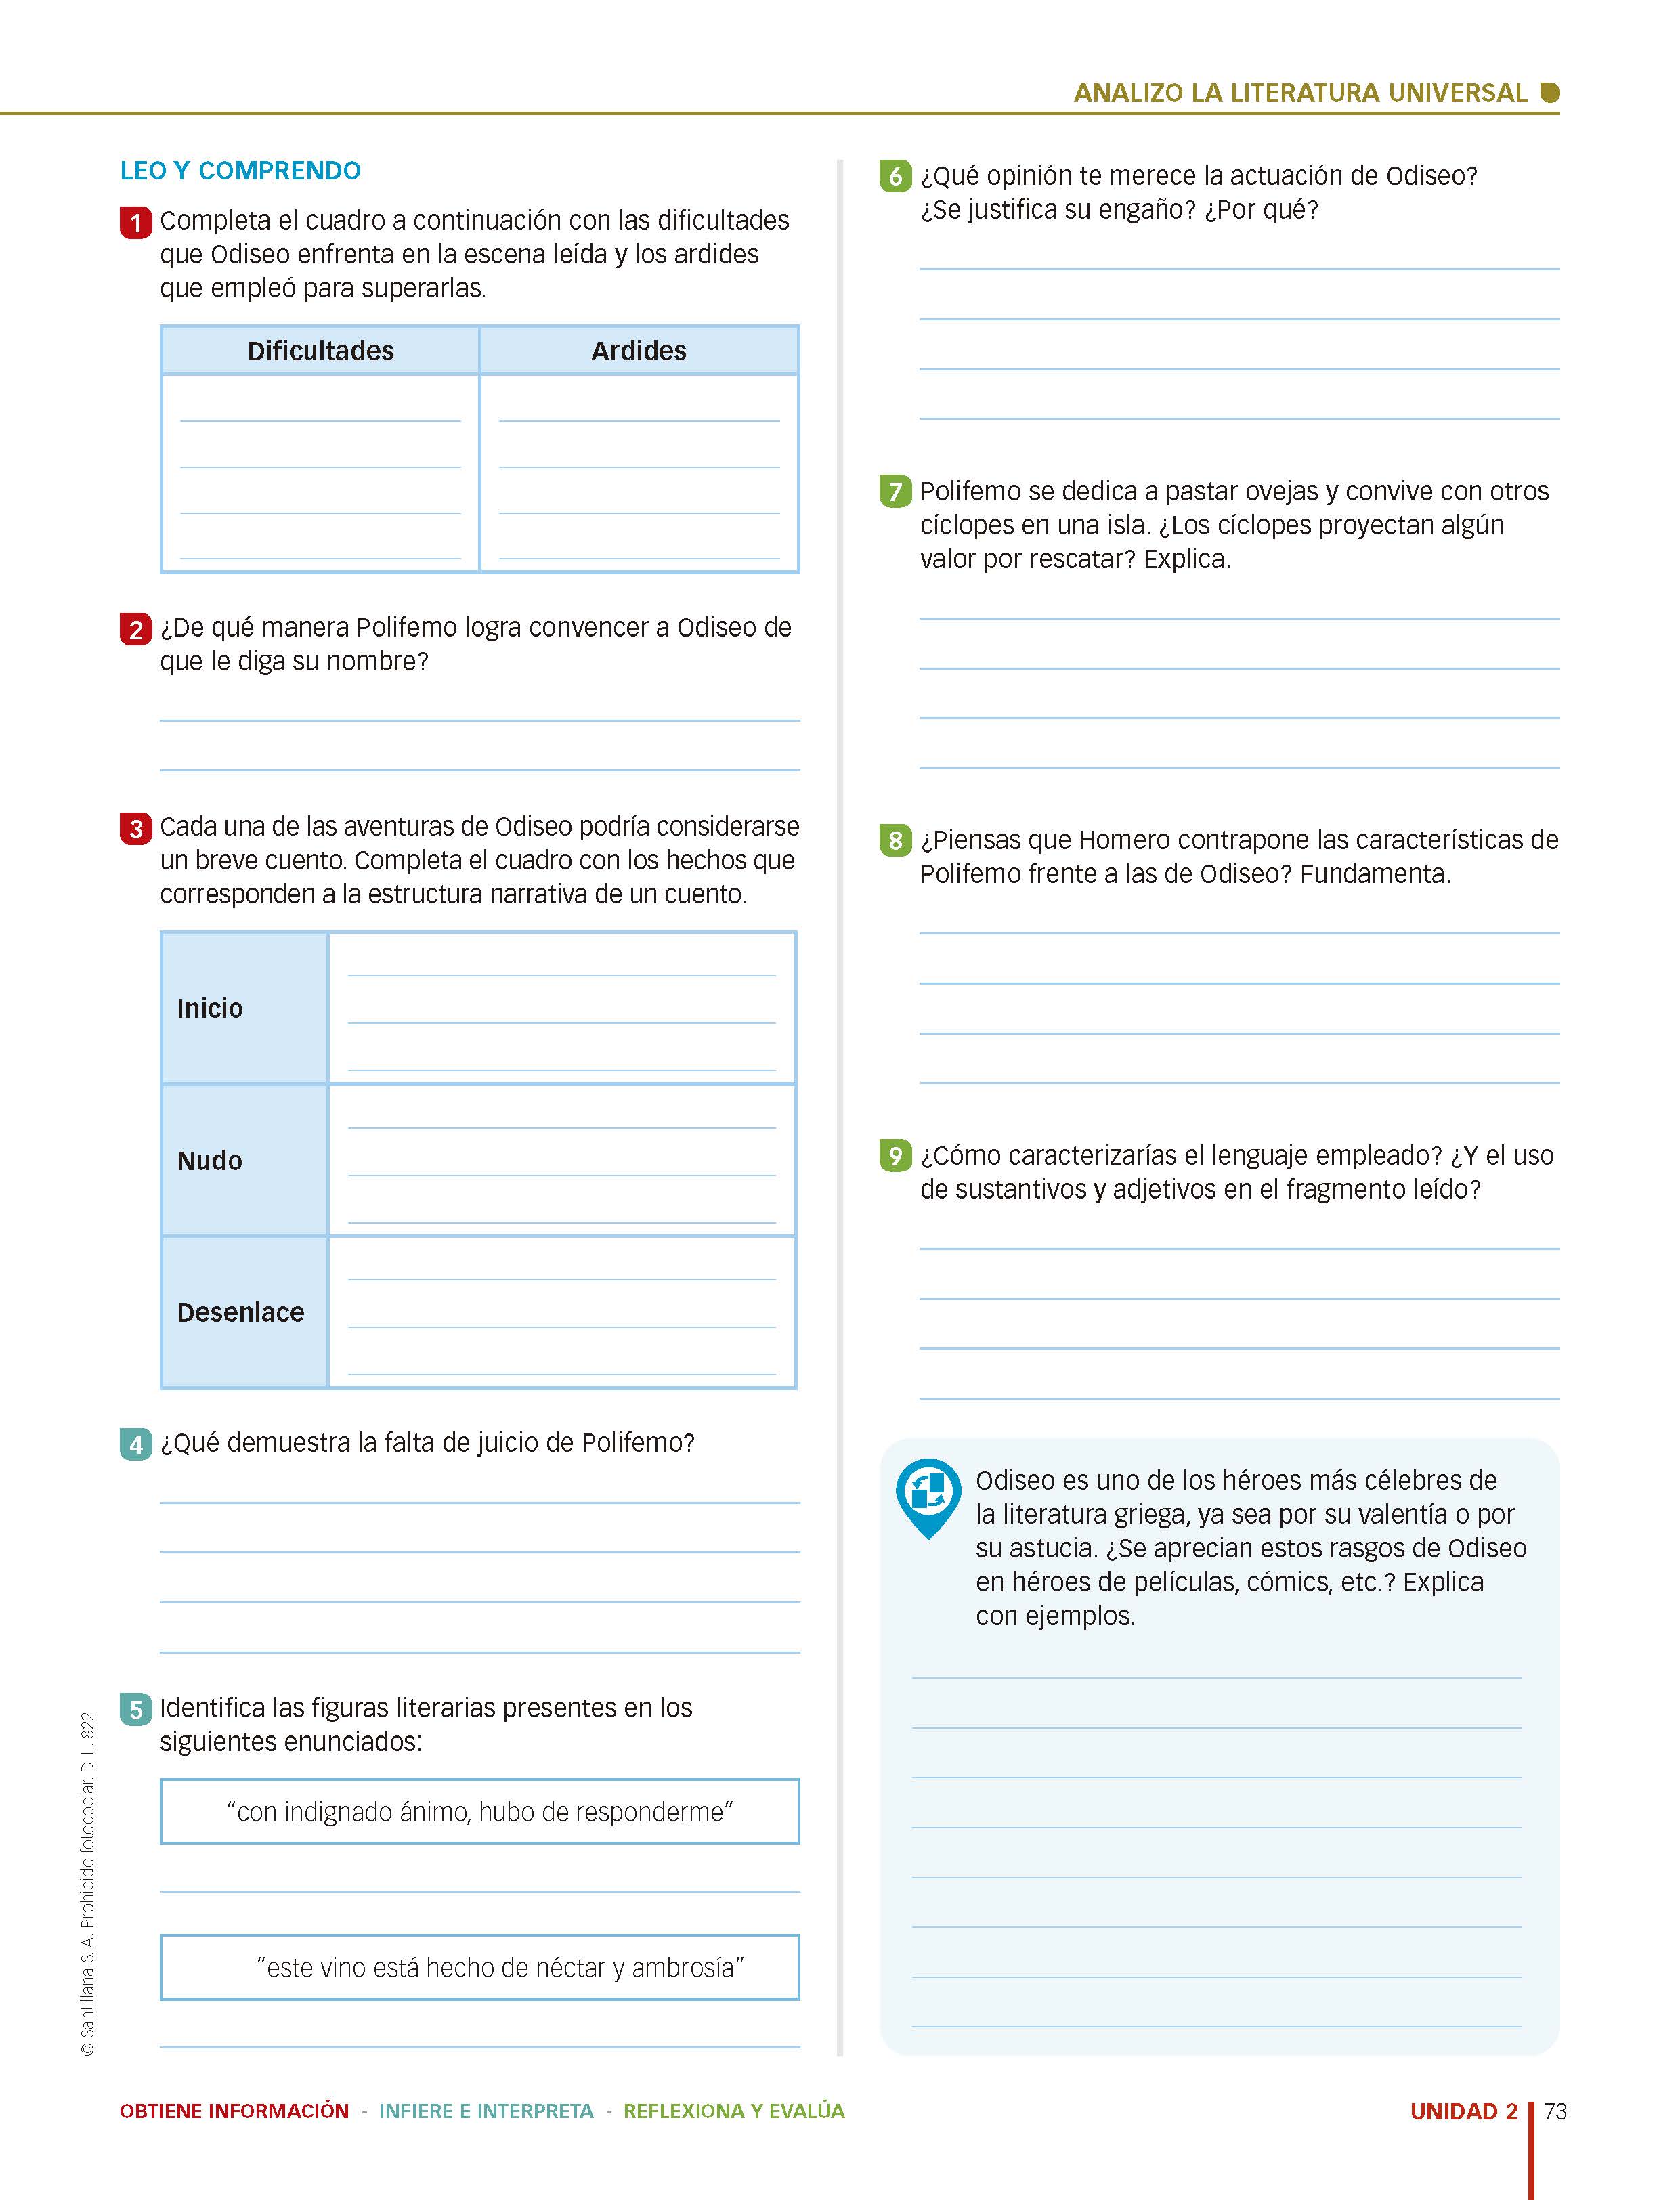 ANALIZO LA LITERATURA UNIVERSAL
LEO Y COMPRENDO
1 Completa el cuadro a continuación con las dificultades
que Odiseo enfrenta en la escena leída y los ardides
que empleó para superarlas.
Dificultades
Ardides
2 ¿De qué manera Polifemo logra convencer a Odiseo de
que le diga su nombre?
3 Cada una de las aventuras de Odiseo podría considerarse
un breve cuento. Completa el cuadro con los hechos que
corresponden a la estructura narrativa de un cuento.
Inicio
Nudo
Desenlace
4 ¿Qué demuestra la falta de juicio de Polifemo?
5 Identifica las figuras literarias presentes en los
siguientes enunciados:
“con indignado ánimo, hubo de responderme”
“este vino está hecho de néctar y ambrosía”
6 ¿Qué opinión te merece la actuación de Odiseo?
¿Se justifica su engaño? ¿Por qué?
7 Polifemo se dedica a pastar ovejas y convive con otros
cíclopes en una isla. ¿Los cíclopes proyectan algún
valor por rescatar? Explica.
8 ¿Piensas que Homero contrapone las características de
Polifemo frente a las de Odiseo? Fundamenta.
9 ¿Cómo caracterizarías el lenguaje empleado? ¿Y el uso
de sustantivos y adjetivos en el fragmento leído?
Odiseo es uno de los héroes más célebres de
la literatura griega, ya sea por su valentía o por
su astucia. ¿Se aprecian estos rasgos de Odiseo
en héroes de películas, cómics, etc.? Explica
con ejemplos.
© Santillana S. A. Prohibido fotocopiar. D. L. 822
OBTIENE INFORMACIÓN - INFIERE E INTERPRETA - REFLEXIONA Y EVALÚA
UNIDAD 2 73